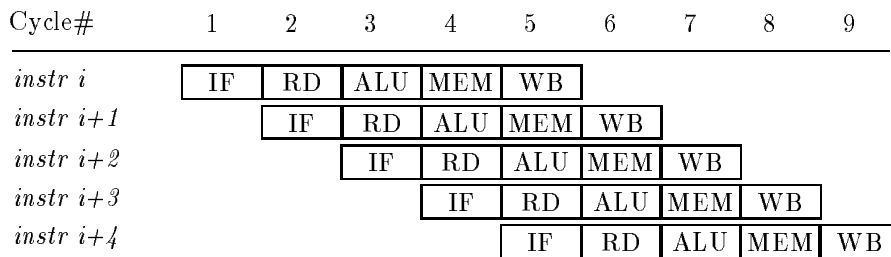 Cycle# 1 2 3 4 5 6 7 8 9
instr i IF RD ALU MEM WB
instr i+1 IF RD ALU MEM WB
instr i+2 IF RD ALU MEM WB
instr i+3 IF RD ALU MEM WB
instr i+4 IF RD ALU MEM WB